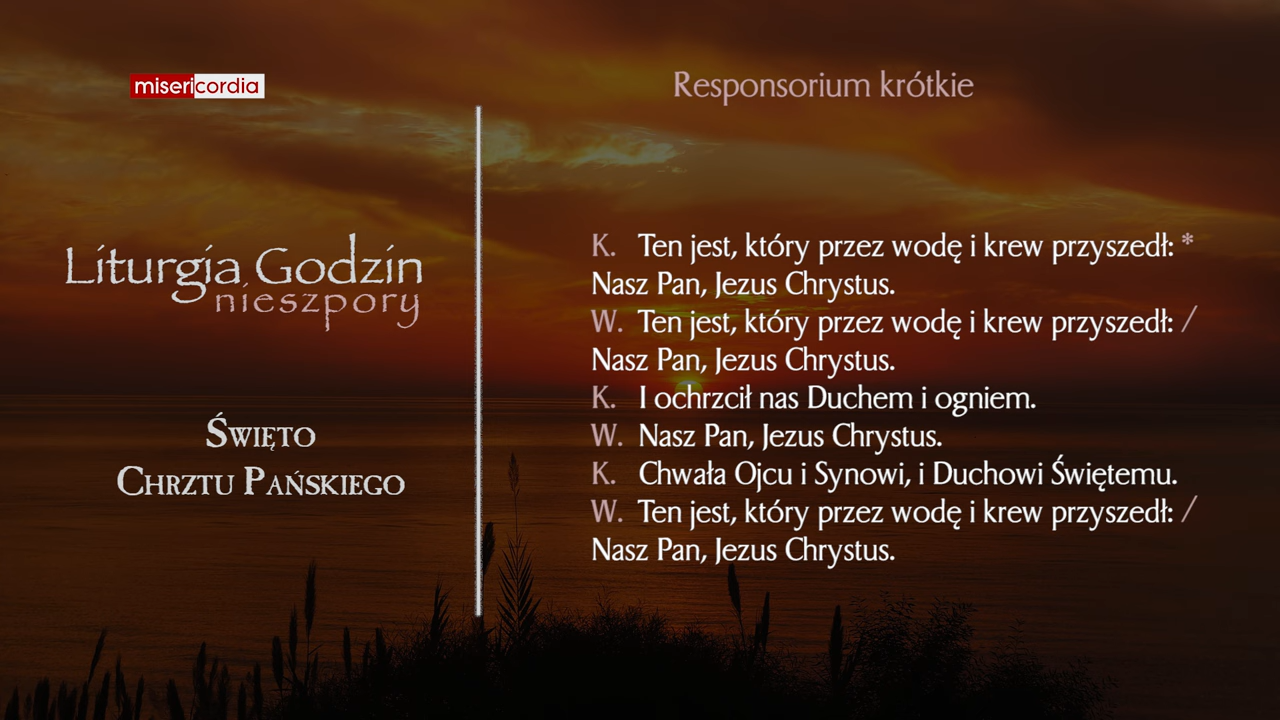 misericordia
Liturgia Godzin
nieszpory
Święto
Chrztu Pańskiego
Responsorium krótkie
K. Ten jest, który przez wodę i krew przyszedł: *
Nasz Pan, Jezus Chrystus.
W. Ten jest, który przez wodę i krew przyszedł: /
Nasz Pan, Jezus Chrystus.
K. I ochrzcił nas Duchem i ogniem.
W. Nasz Pan, Jezus Chrystus.
K. Chwała Ojcu i Synowi, i Duchowi Świętemu.
W. Ten jest, który przez wodę i krew przyszedł: /
Nasz Pan, Jezus Chrystus.